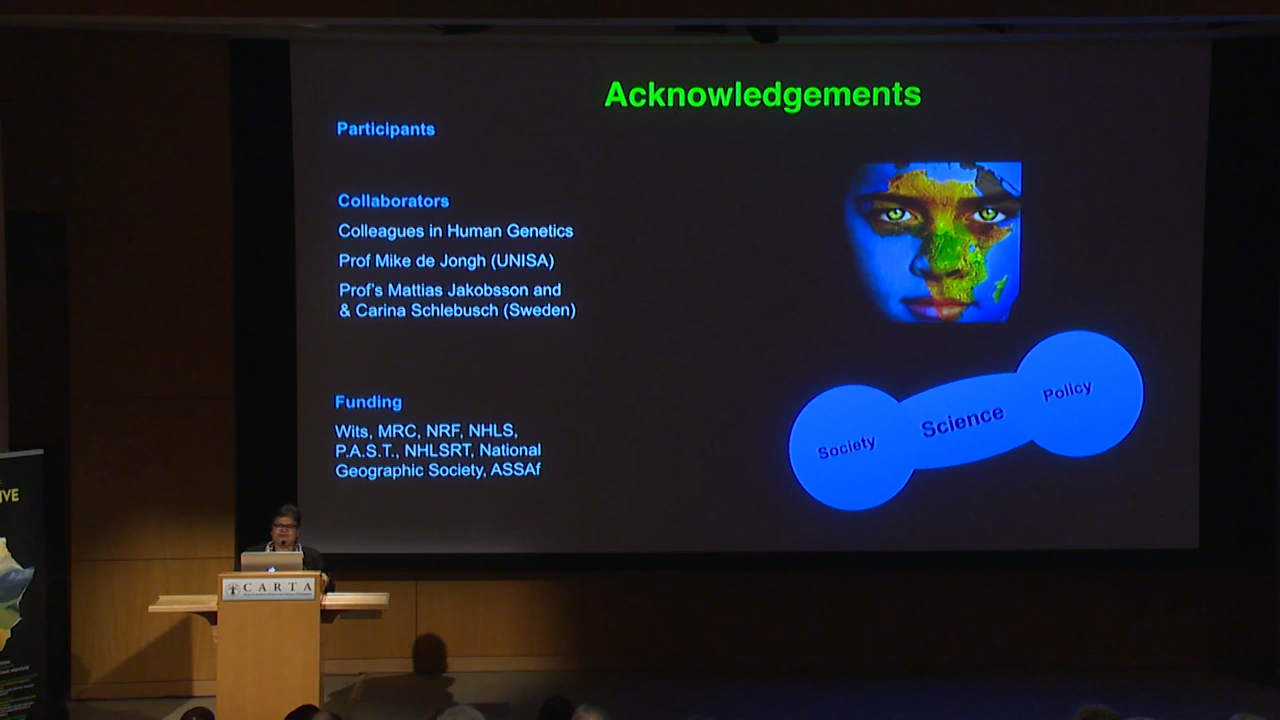 Acknowledgements
Participants
Collaborators
Colleagues in Human Genetics
Prof Mike de Jongh (UNISA)
Prof's Mattias Jakobsson and
& Carina Schlebusch (Sweden)
Funding
Wits, MRC, NRF, NHLS,
P.A.S.T., NHLSRT, National
Geographic Society, ASSAf
Society
Science
Policy
CARTA